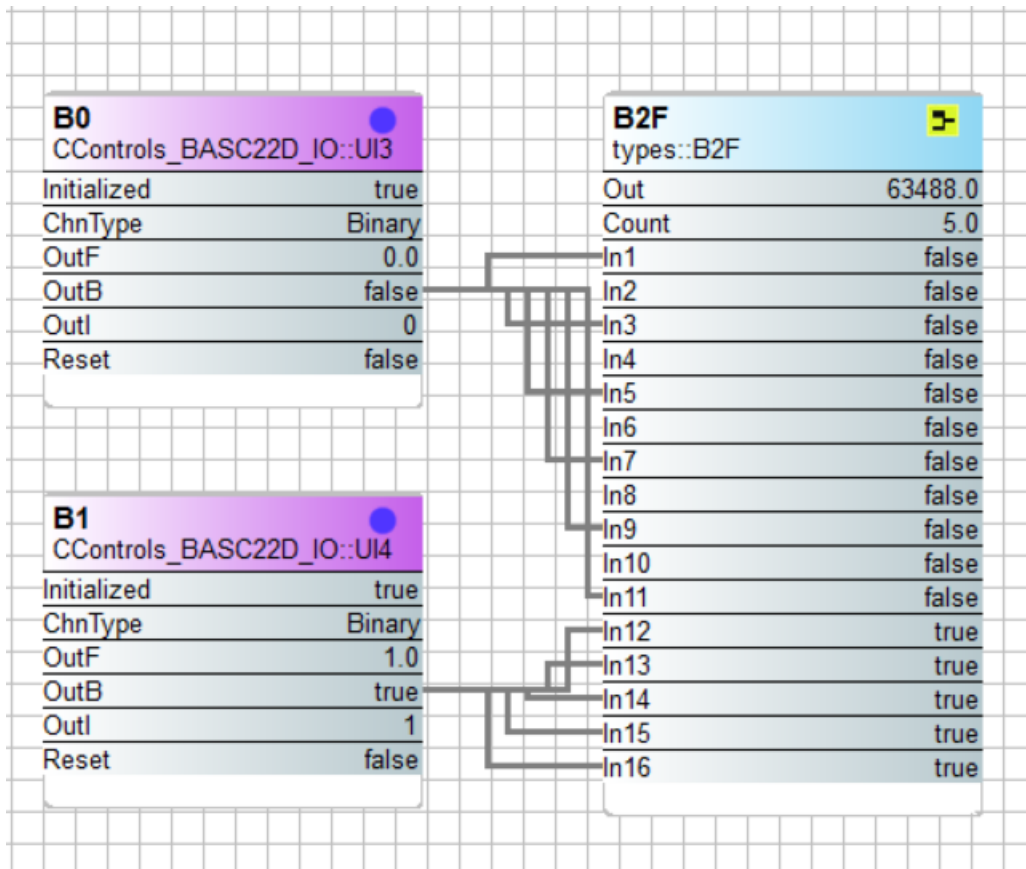 B0
CControls_BASC22D_IO::UI3
Initialized true
ChnType Binary
OutF 0.0
OutB false
OutI 0
Reset false
B1
CControls_BASC22D_IO::UI4
Initialized true
ChnType Binary
OutF 1.0
OutB true
OutI 1
Reset false
B2F
types::B2F
Out 63488.0
Count 5.0
In1 false
In2 false
In3 false
In4 false
In5 false
In6 false
In7 false
In8 false
In9 false
In10 false
In11 false
In12 true
In13 true
In14 true
In15 true
In16 true